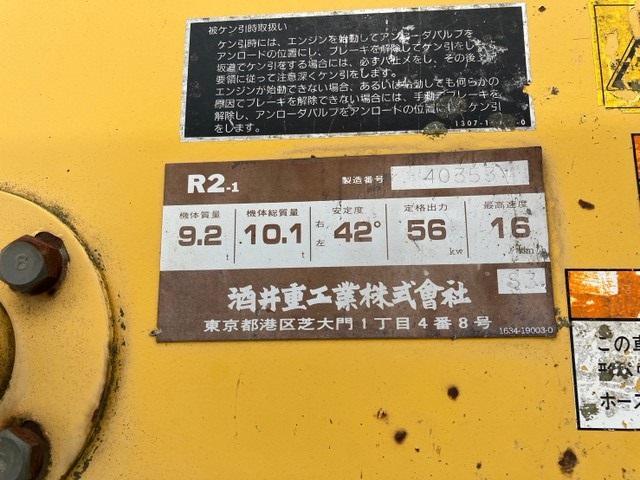 被ケン引時取扱い
ケン引時には、エンジンを始動してアンローダバルブを
アンロードの位置にし、ブレーキを解除してケン引をします。
坂道でケン引をする場合には、必ず バ止メをし、その後
要領に従って注意深くケン引をします。
エンジンが始動できない場合、あるいは始動しても何らかの
原因でブレーキを解除できない場合には、手動で ブレーキを
解除し、アンローダバルブをアンロードの位置にし、ケン引
をします。
1307-1
R2-1
製造番号 40353
機体質量 機体総質量 安定度 定格出力 最高速度
9.2 t 10.1 t 右 左 42° 56 kw 16 km
酒井重工業株式會社
東京都港区芝大門1丁目4番8号
1634-19003-0
この
ホース